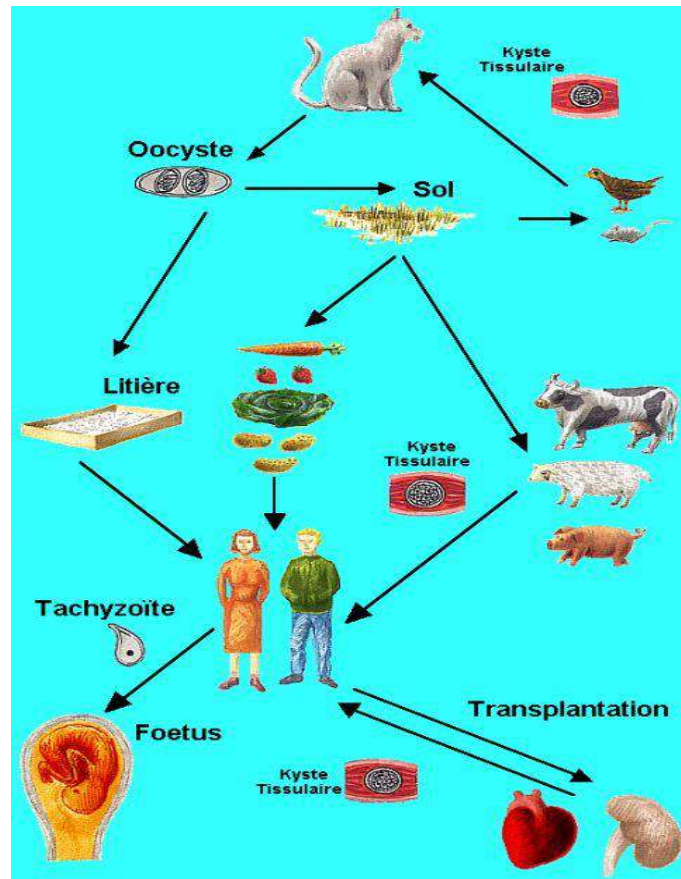 Kyste
Tissulaire
Oocyste
Sol
Litière
Kyste
Tissulaire
Tachyzoïte
Foetus
Transplantation
Kyste
Tissulaire